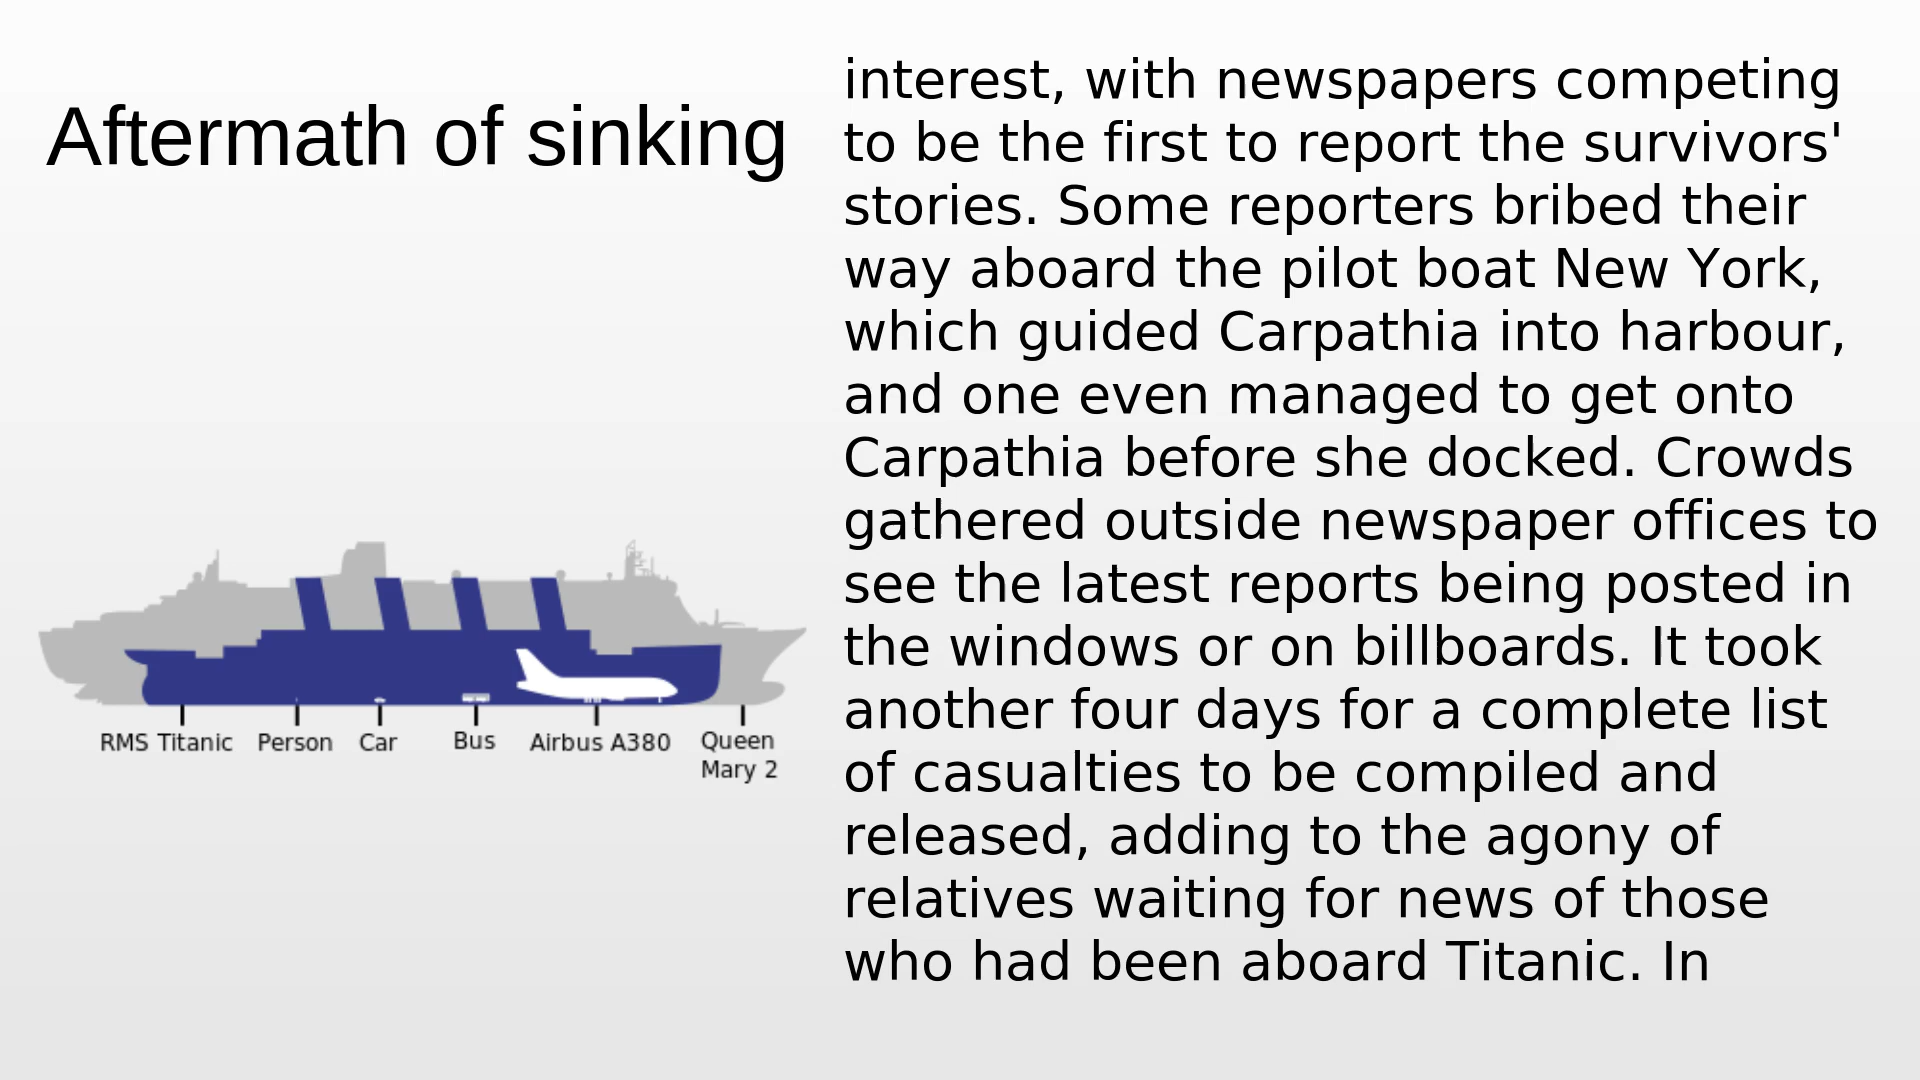 Aftermath of sinking
interest, with newspapers competing
to be the first to report the survivors'
stories. Some reporters bribed their
way aboard the pilot boat New York,
which guided Carpathia into harbour,
and one even managed to get onto
Carpathia before she docked. Crowds
gathered outside newspaper offices to
see the latest reports being posted in
the windows or on billboards. It took
another four days for a complete list
of casualties to be compiled and
released, adding to the agony of
relatives waiting for news of those
who had been aboard Titanic. In
RMS Titanic Person Car Bus Airbus A380 Queen
Mary 2